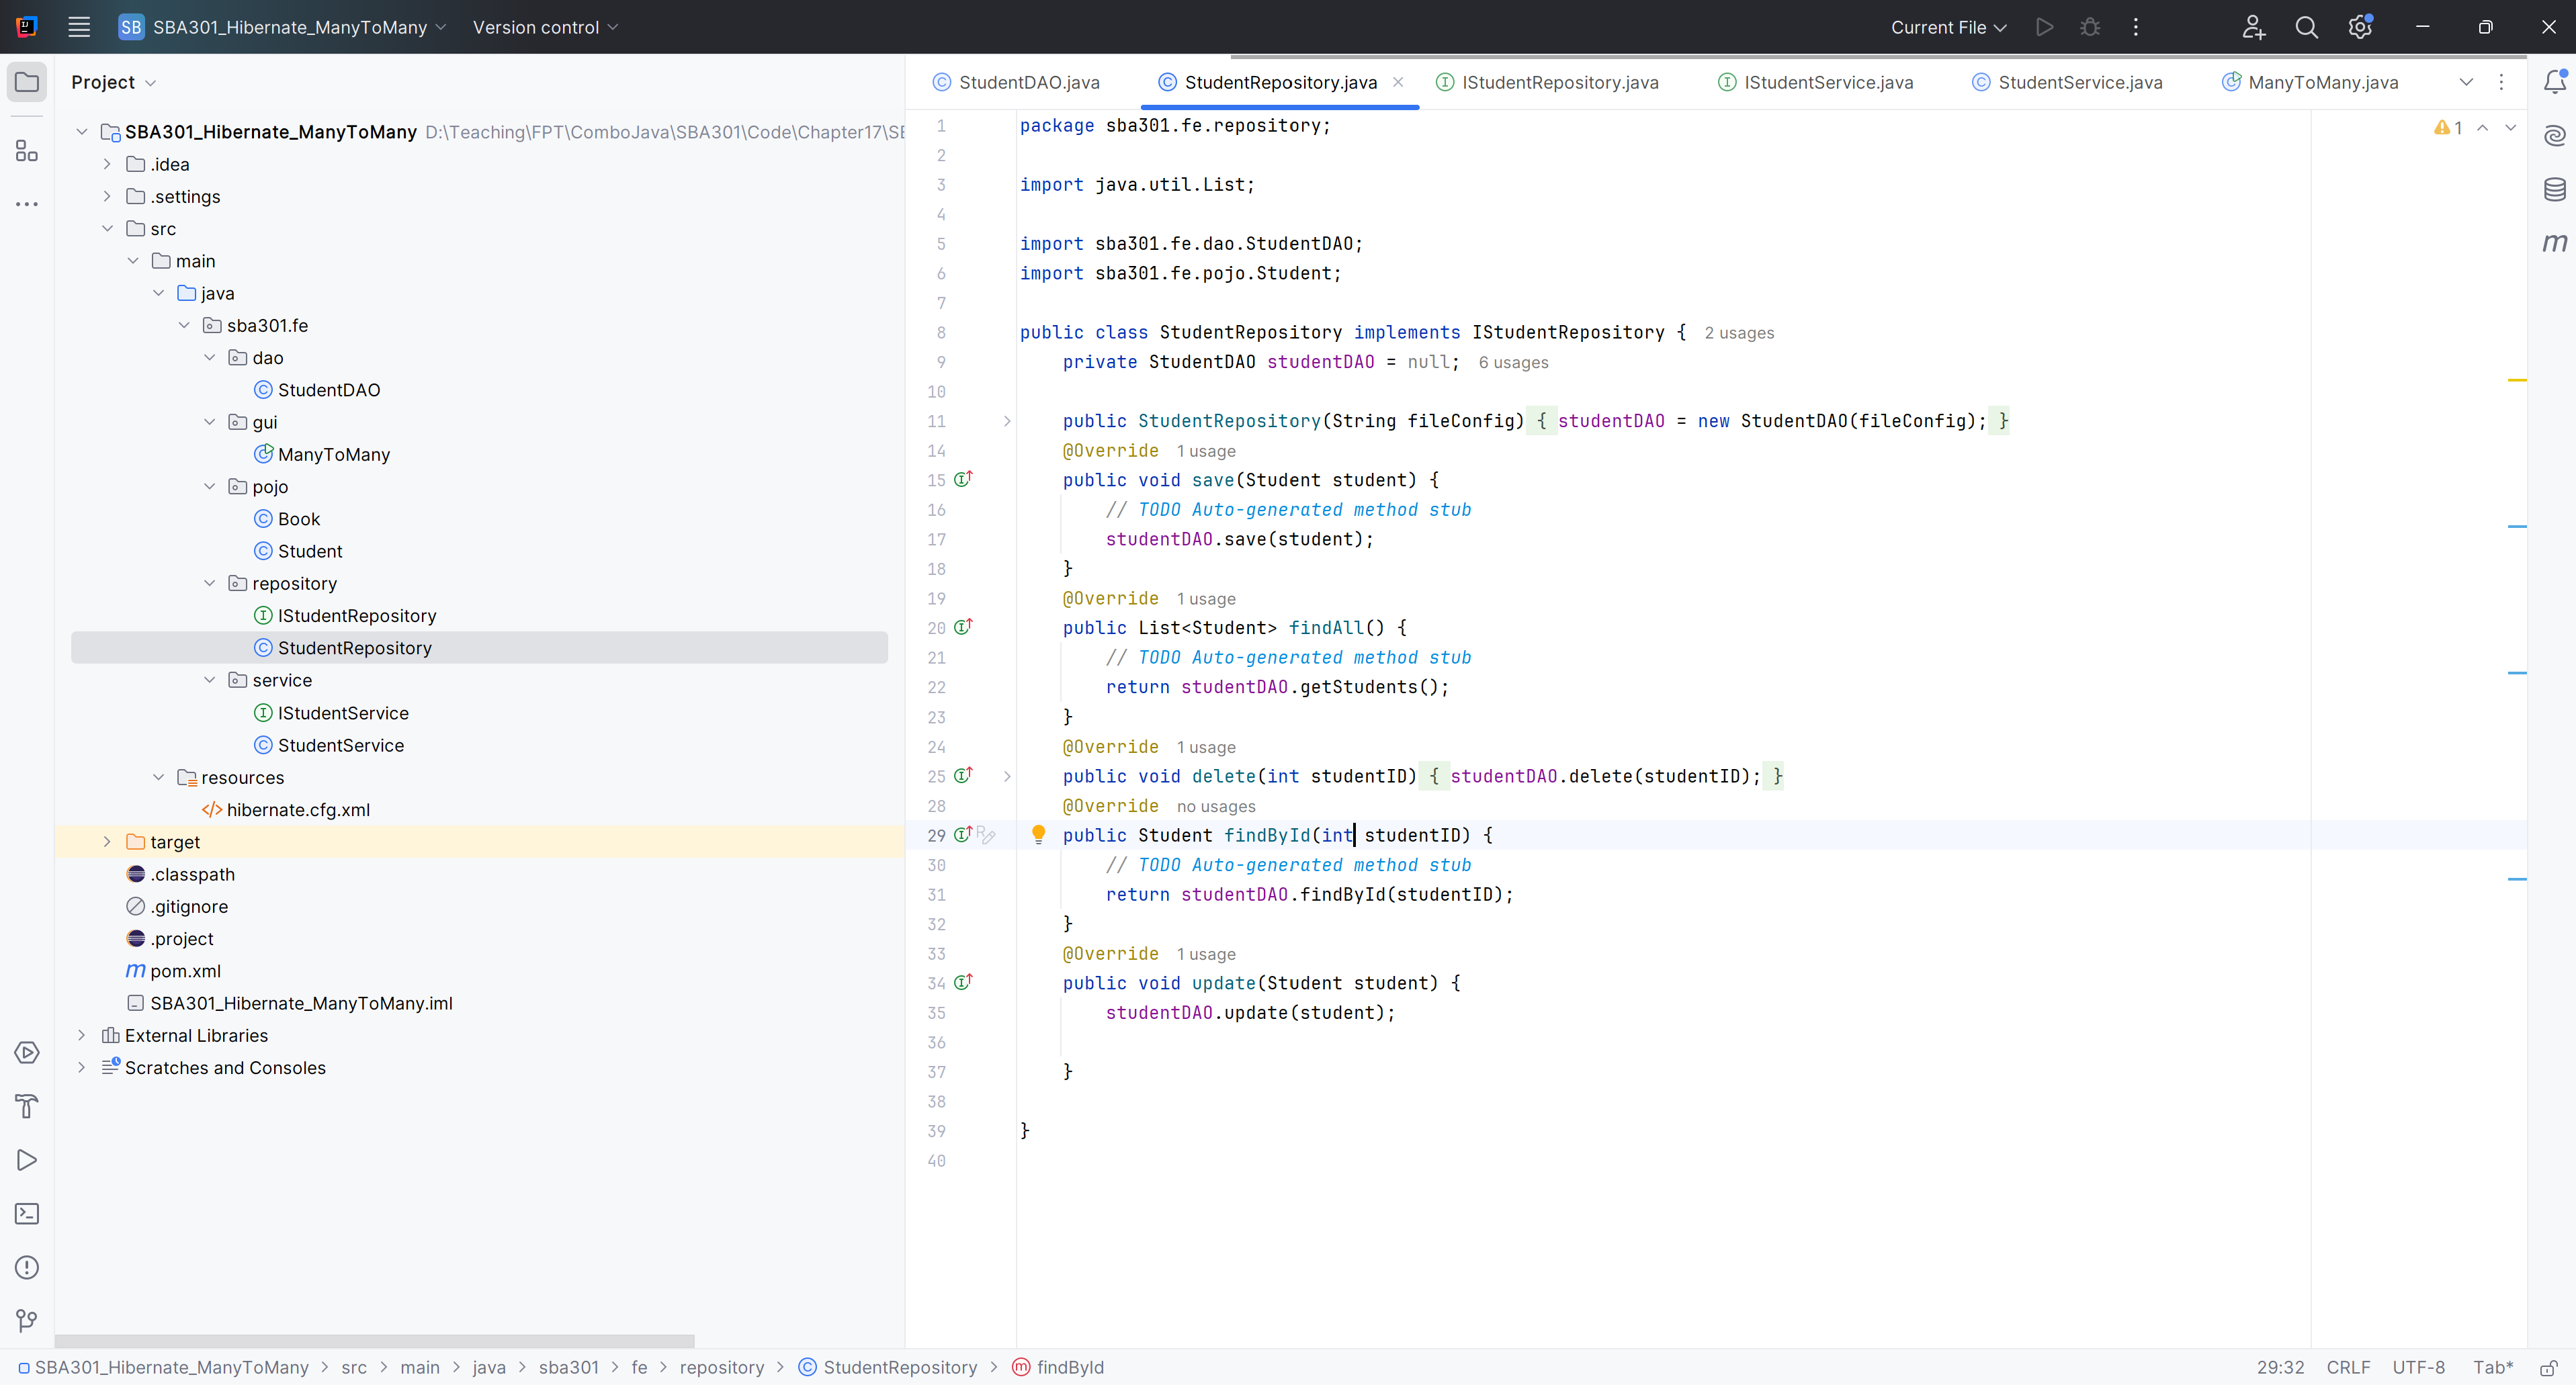 SB SBA301_Hibernate_ManyToMany Version control Current File
Project
StudentDAO.java StudentRepository.java IStudentRepository.java IStudentService.java StudentService.java ManyToMany.java
SBA301_Hibernate_ManyToMany D:\Teaching\FPT\ComboJava\SBA301\Code\Chapter17\SE
.idea
.settings
src
main
java
sba301.fe
dao
StudentDAO
gui
ManyToMany
pojo
Book
Student
repository
IStudentRepository
StudentRepository
service
IStudentService
StudentService
resources
hibernate.cfg.xml
target
.classpath
.gitignore
.project
pom.xml
SBA301_Hibernate_ManyToMany.iml
External Libraries
Scratches and Consoles
1 package sba301.fe.repository;
2
3 import java.util.List;
4
5 import sba301.fe.dao.StudentDAO;
6 import sba301.fe.pojo.Student;
7
8 public class StudentRepository implements IStudentRepository { 2 usages
9 private StudentDAO studentDAO = null; 6 usages
10
11 public StudentRepository(String fileConfig) { studentDAO = new StudentDAO(fileConfig); }
14 @Override 1 usage
15 public void save(Student student) {
16 // TODO Auto-generated method stub
17 studentDAO.save(student);
18 }
19 @Override 1 usage
20 public List<Student> findAll() {
21 // TODO Auto-generated method stub
22 return studentDAO.getStudents();
23 }
24 @Override 1 usage
25 public void delete(int studentID) { studentDAO.delete(studentID); }
28 @Override no usages
29 public Student findById(int studentID) {
30 // TODO Auto-generated method stub
31 return studentDAO.findById(studentID);
32 }
33 @Override 1 usage
34 public void update(Student student) {
35 studentDAO.update(student);
36
37 }
38
39 }
40
1
SBA301_Hibernate_ManyToMany > src > main > java > sba301 > fe > repository > StudentRepository > findById 29:32 CRLF UTF-8 Tab*